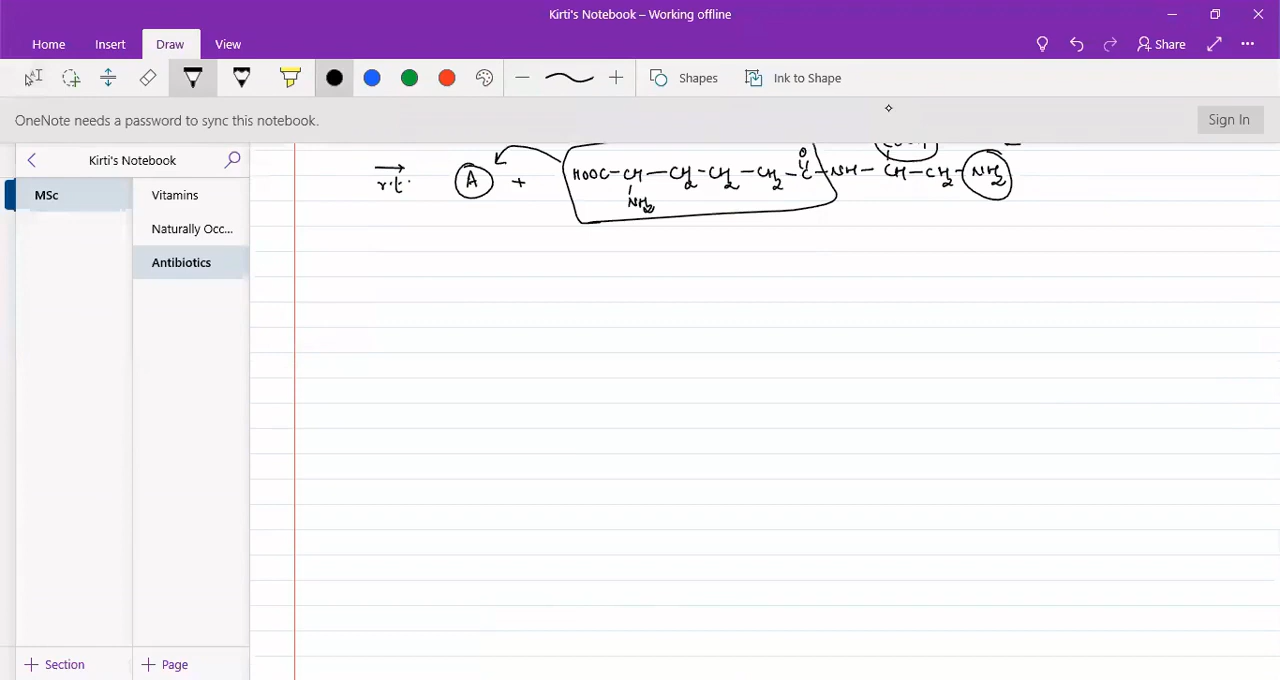 Kirti's Notebook – Working offline
Home Insert Draw View Share
Shapes Ink to Shape
OneNote needs a password to sync this notebook. Sign In
Kirti's Notebook
MSc
Vitamins
Naturally Occ...
Antibiotics
O
→ A + HOOC–CH–CH2–CH2–CH2–C–NH–CH–CH2–NH2
r.t.
NH2
+ Section + Page